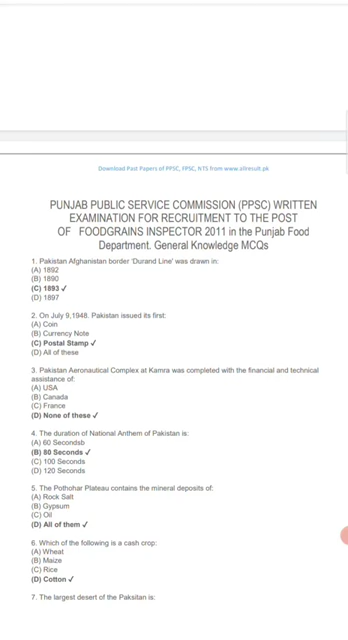 Download Past Papers of PPSC, FPSC, NTS from www.allresult.pk
PUNJAB PUBLIC SERVICE COMMISSION (PPSC) WRITTEN
EXAMINATION FOR RECRUITMENT TO THE POST
OF FOODGRAINS INSPECTOR 2011 in the Punjab Food
Department. General Knowledge MCQs
1. Pakistan Afghanistan border 'Durand Line' was drawn in:
(A) 1892
(B) 1890
(C) 1893 ✓
(D) 1897
2. On July 9,1948. Pakistan issued its first:
(A) Coin
(B) Currency Note
(C) Postal Stamp ✓
(D) All of these
3. Pakistan Aeronautical Complex at Kamra was completed with the financial and technical
assistance of:
(A) USA
(B) Canada
(C) France
(D) None of these ✓
4. The duration of National Anthem of Pakistan is:
(A) 60 Secondsb
(B) 80 Seconds ✓
(C) 100 Seconds
(D) 120 Seconds
5. The Pothohar Plateau contains the mineral deposits of:
(A) Rock Salt
(B) Gypsum
(C) Oil
(D) All of them ✓
6. Which of the following is a cash crop:
(A) Wheat
(B) Maize
(C) Rice
(D) Cotton ✓
7. The largest desert of the Paksitan is: